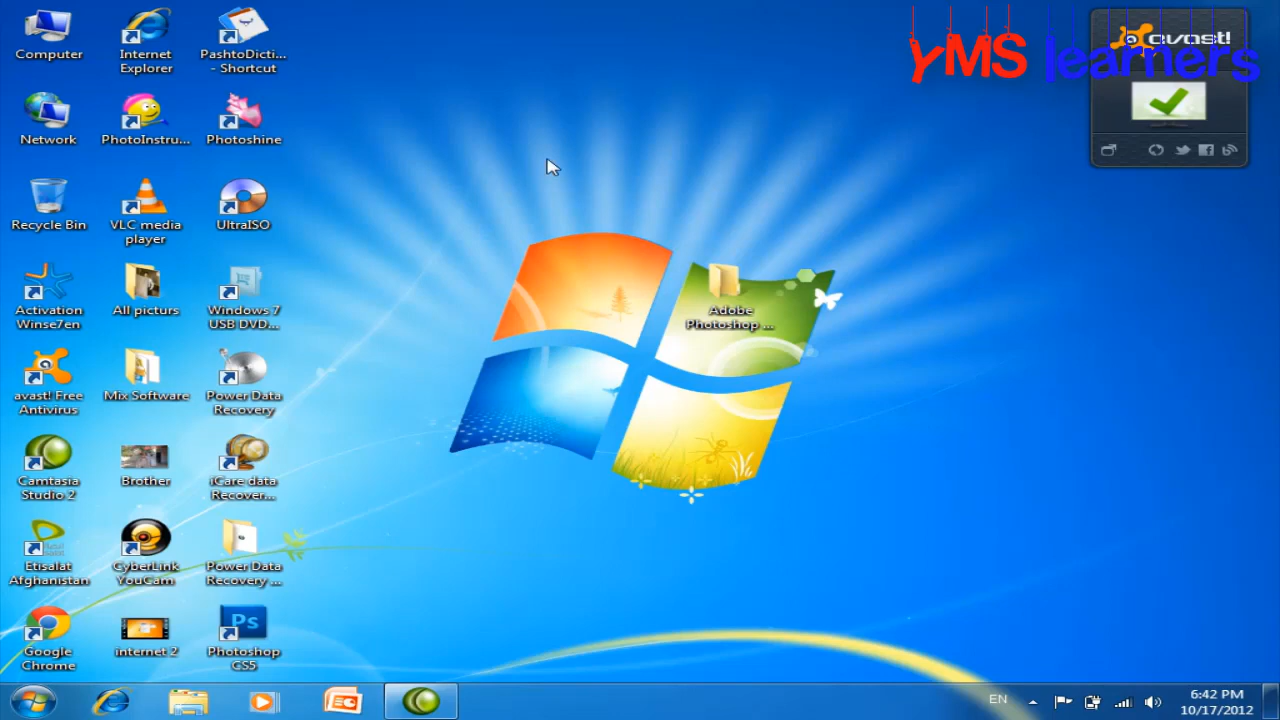 Computer
Internet
Explorer
PashtoDicti...
- Shortcut
Network
PhotoInstru...
Photoshine
Recycle Bin
VLC media
player
UltraISO
Activation
Winse7en
All picturs
Windows 7
USB DVD...
avast! Free
Antivirus
Mix Software
Power Data
Recovery
Camtasia
Studio 2
Brother
iCare data
Recover...
Etisalat
Afghanistan
CyberLink
YouCam
Power Data
Recovery ...
Google
Chrome
internet 2
Ps
Photoshop
CS5
Adobe
Photoshop ...
avast!
YMS learners
EN
6:42 PM
10/17/2012